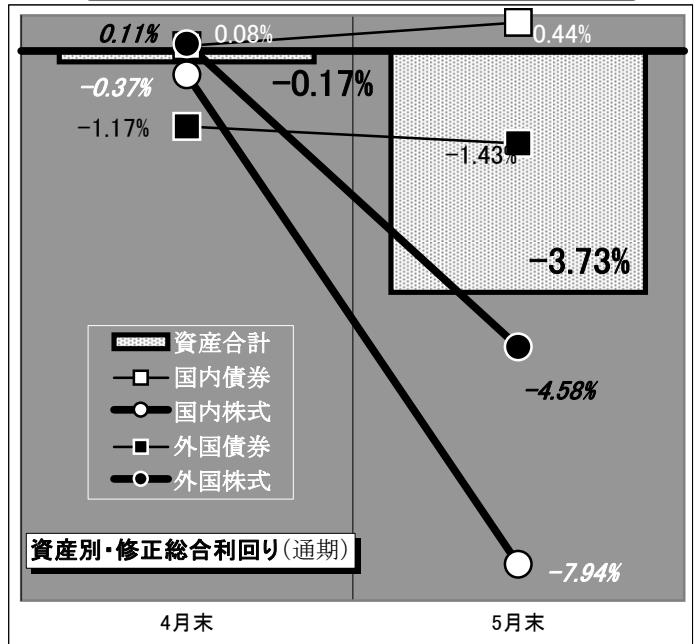 0.11%
0.08%
0.44%
-0.37%
-0.17%
-1.17%
-1.43%
-3.73%
資産合計
国内債券
国内株式
外国債券
外国株式
-4.58%
資産別・修正総合利回り(通期)
-7.94%
4月末
5月末